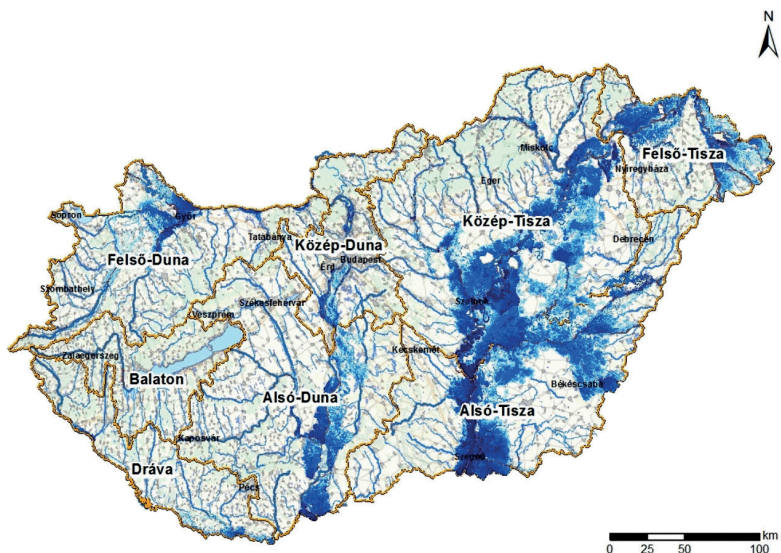 N
Miskolc
Felső-Tisza
Nyíregyháza
Eger
Sopron
Győr
Közép-Tisza
Debrecen
Tatabánya
Közép-Duna
Budapest
Érd
Felső-Duna
Szombathely
Székesfehérvár
Szolnok
Veszprém
Kecskemét
Zalaegerszeg
Balaton
Békéscsaba
Alsó-Duna
Alsó-Tisza
Kaposvár
Szeged
Dráva
Pécs
km
0 25 50 100